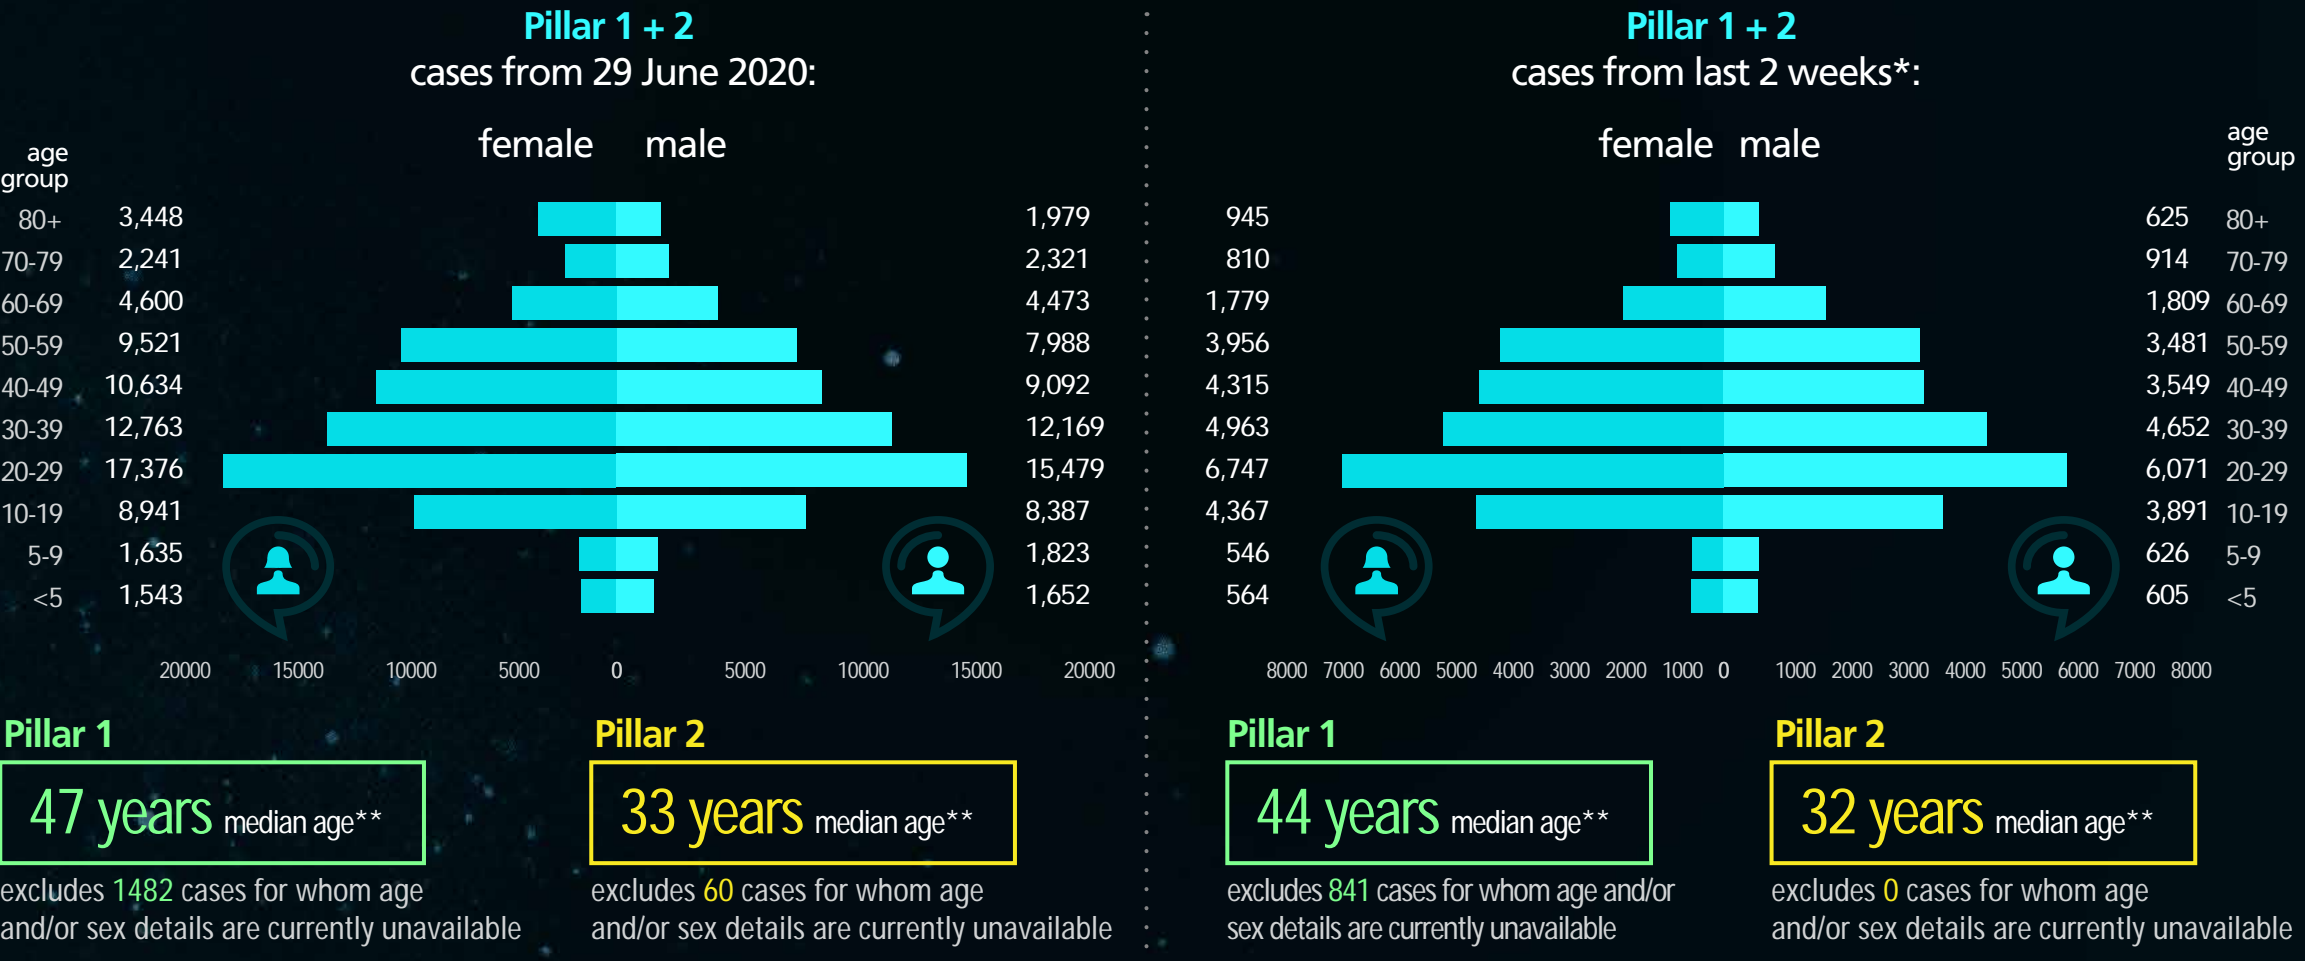 Pillar 1 + 2
cases from 29 June 2020:
female male
age
group
80+ 3,448 1,979
70-79 2,241 2,321
60-69 4,600 4,473
50-59 9,521 7,988
40-49 10,634 9,092
30-39 12,763 12,169
20-29 17,376 15,479
10-19 8,941 8,387
5-9 1,635 1,823
<5 1,543 1,652
20000 15000 10000 5000 0 5000 10000 15000 20000
Pillar 1
47 years median age**
excludes 1482 cases for whom age
and/or sex details are currently unavailable
Pillar 2
33 years median age**
excludes 60 cases for whom age
and/or sex details are currently unavailable
Pillar 1 + 2
cases from last 2 weeks*:
female male
age
group
945 625 80+
810 914 70-79
1,779 1,809 60-69
3,956 3,481 50-59
4,315 3,549 40-49
4,963 4,652 30-39
6,747 6,071 20-29
4,367 3,891 10-19
546 626 5-9
564 605 <5
8000 7000 6000 5000 4000 3000 2000 1000 0 1000 2000 3000 4000 5000 6000 7000 8000
Pillar 1
44 years median age**
excludes 841 cases for whom age and/or
sex details are currently unavailable
Pillar 2
32 years median age**
excludes 0 cases for whom age
and/or sex details are currently unavailable